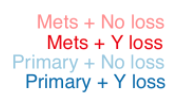 Mets + No loss
Mets + Y loss
Primary + No loss
Primary + Y loss